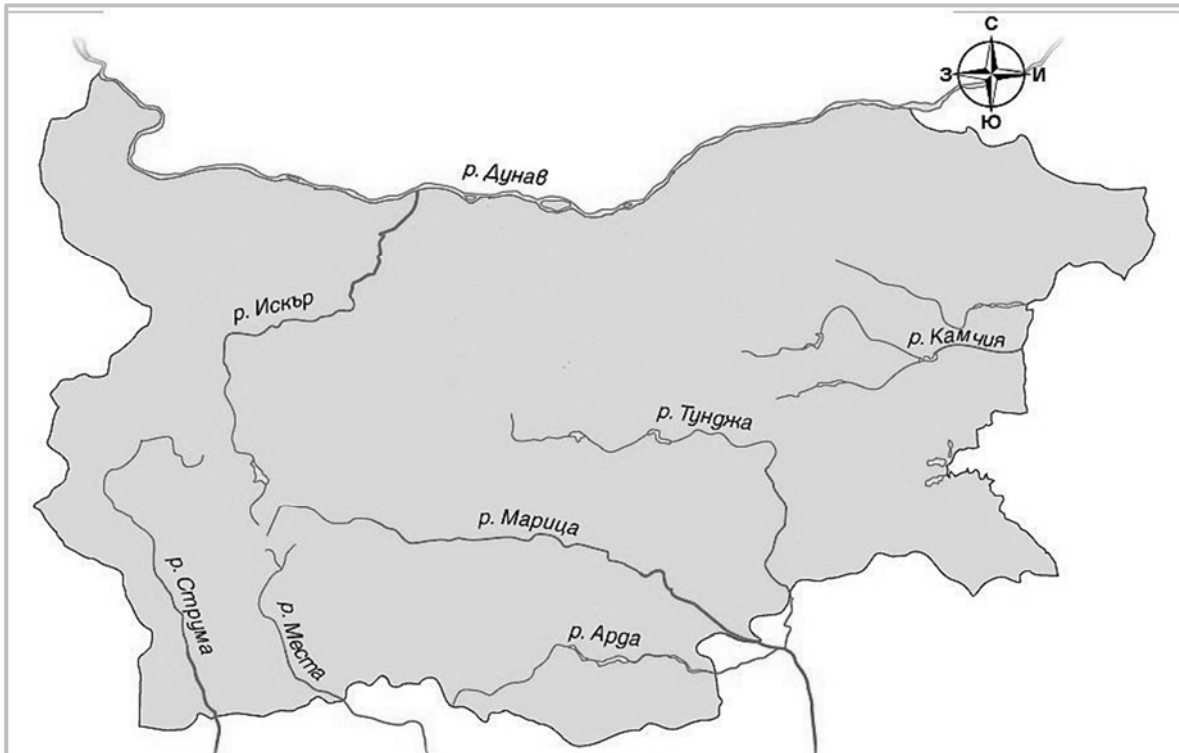 С
З
И
Ю
р. Дунав
р. Искър
р. Камчия
р. Тунджа
р. Марица
р. Струма
р. Места
р. Арда